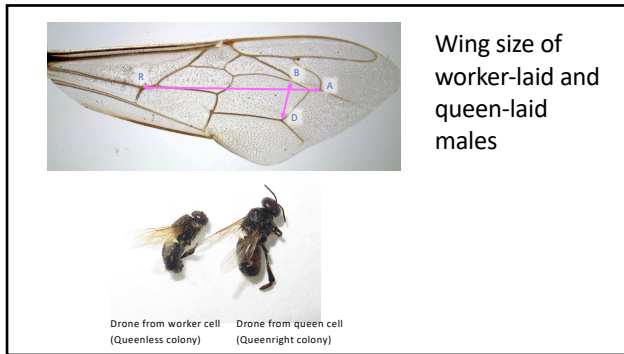 Wing size of
worker-laid and
queen-laid
males
R
B
A
D
Drone from worker cell
(Queenless colony)
Drone from queen cell
(Queenright colony)